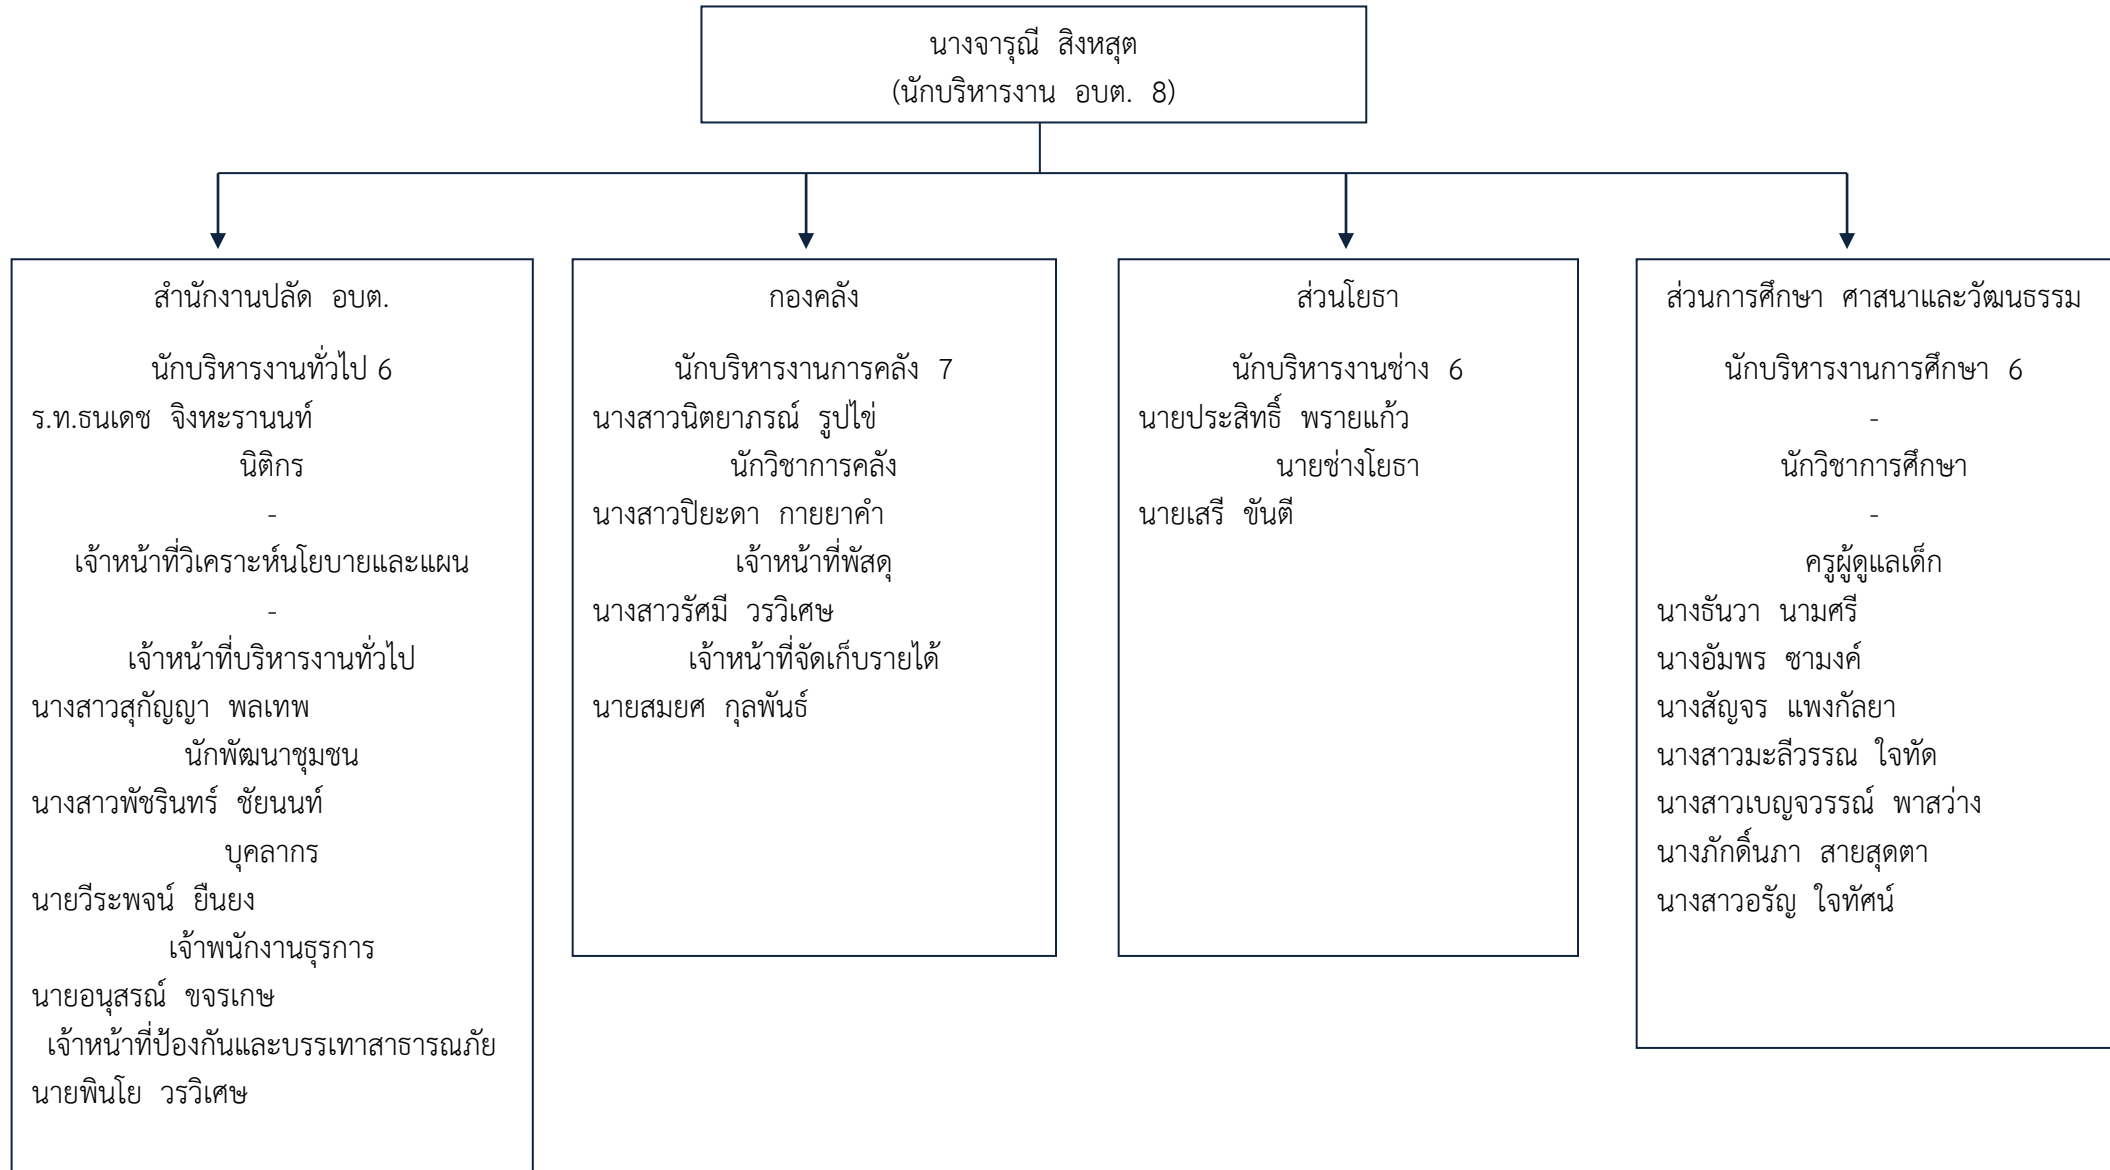 นางจารุณี สิงหสุต
(นักบริหารงาน อบต. 8)
สำนักงานปลัด อบต.
นักบริหารงานทั่วไป 6
ร.ท.ธนเดช จิงหะรานนท์
นิติกร
-
เจ้าหน้าที่วิเคราะห์นโยบายและแผน
-
เจ้าหน้าที่บริหารงานทั่วไป
นางสาวสุกัญญา พลเทพ
นักพัฒนาชุมชน
นางสาวพัชรินทร์ ชัยนนท์
บุคลากร
นายวีระพจน์ ยืนยง
เจ้าพนักงานธุรการ
นายอนุสรณ์ ขจรเกษ
เจ้าหน้าที่ป้องกันและบรรเทาสาธารณภัย
นายพินโย วรวิเศษ
กองคลัง
นักบริหารงานการคลัง 7
นางสาวนิตยาภรณ์ รูปไข่
นักวิชาการคลัง
นางสาวปิยะดา กายยาคำ
เจ้าหน้าที่พัสดุ
นางสาวรัศมี วรวิเศษ
เจ้าหน้าที่จัดเก็บรายได้
นายสมยศ กุลพันธ์
ส่วนโยธา
นักบริหารงานช่าง 6
นายประสิทธิ์ พรายแก้ว
นายช่างโยธา
นายเสรี ขันตี
ส่วนการศึกษา ศาสนาและวัฒนธรรม
นักบริหารงานการศึกษา 6
-
นักวิชาการศึกษา
-
ครูผู้ดูแลเด็ก
นางธันวา นามศรี
นางอัมพร ซามงค์
นางสัญจร แพงกัลยา
นางสาวมะลีวรรณ ใจทัด
นางสาวเบญจวรรณ์ พาสว่าง
นางภักดิ์นภา สายสุดตา
นางสาวอรัญ ใจทัศน์